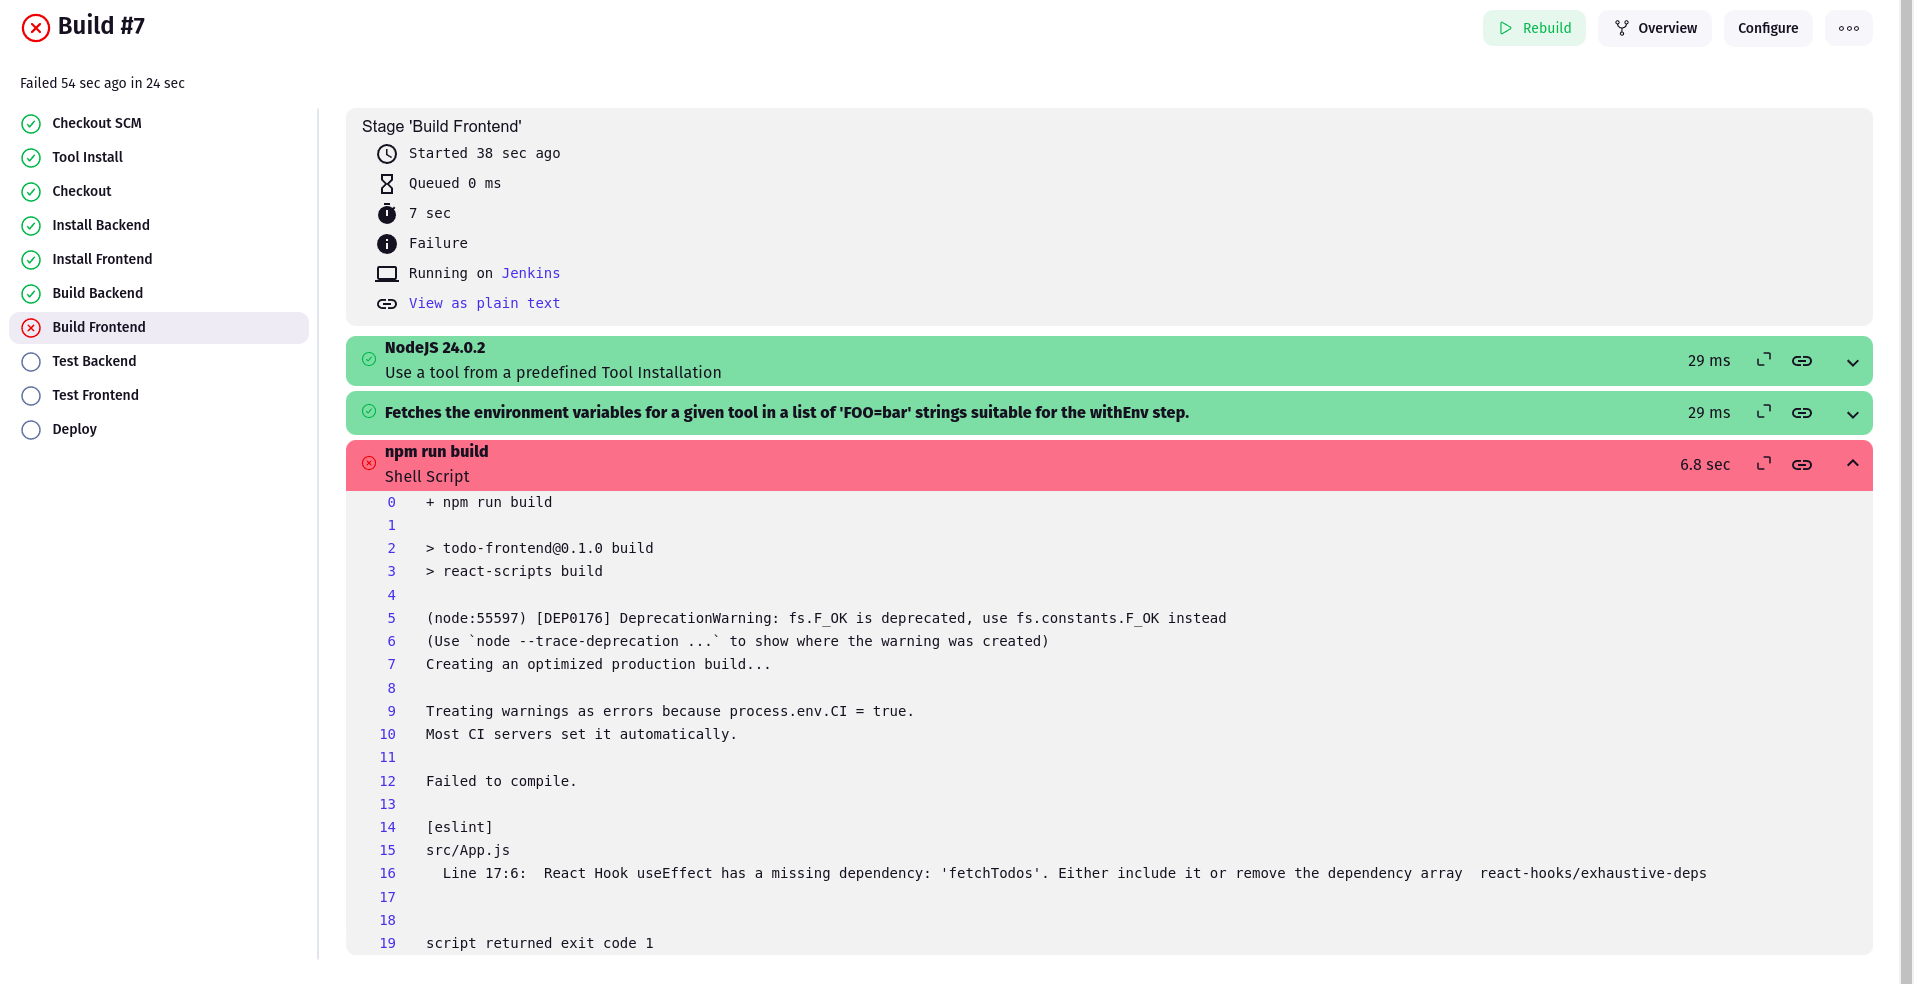 Build #7
Rebuild
Overview
Configure
Failed 54 sec ago in 24 sec
Checkout SCM
Tool Install
Checkout
Install Backend
Install Frontend
Build Backend
Build Frontend
Test Backend
Test Frontend
Deploy
Stage 'Build Frontend'
Started 38 sec ago
Queued 0 ms
7 sec
Failure
Running on Jenkins
View as plain text
NodeJS 24.0.2
Use a tool from a predefined Tool Installation
29 ms
Fetches the environment variables for a given tool in a list of 'FOO=bar' strings suitable for the withEnv step.
29 ms
npm run build
Shell Script
6.8 sec
0 + npm run build
1
2 > todo-frontend@0.1.0 build
3 > react-scripts build
4
5 (node:55597) [DEP0176] DeprecationWarning: fs.F_OK is deprecated, use fs.constants.F_OK instead
6 (Use `node --trace-deprecation ...` to show where the warning was created)
7 Creating an optimized production build...
8
9 Treating warnings as errors because process.env.CI = true.
10 Most CI servers set it automatically.
11
12 Failed to compile.
13
14 [eslint]
15 src/App.js
16   Line 17:6:  React Hook useEffect has a missing dependency: 'fetchTodos'. Either include it or remove the dependency array  react-hooks/exhaustive-deps
17
18
19 script returned exit code 1